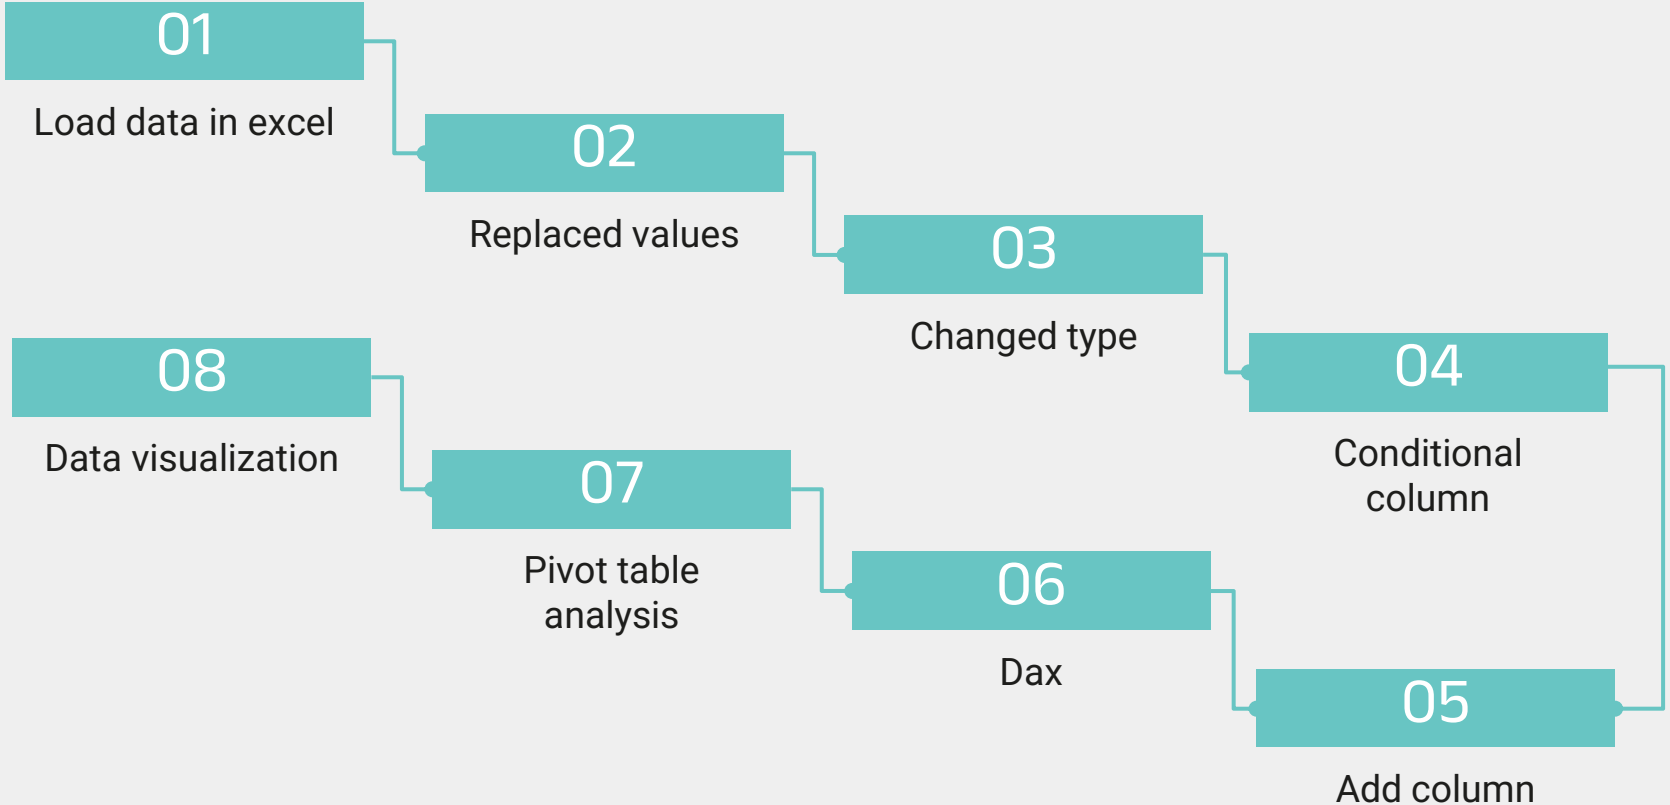 01
Load data in excel
02
Replaced values
03
Changed type
04
Conditional
column
05
Add column
06
Dax
07
Pivot table
analysis
08
Data visualization